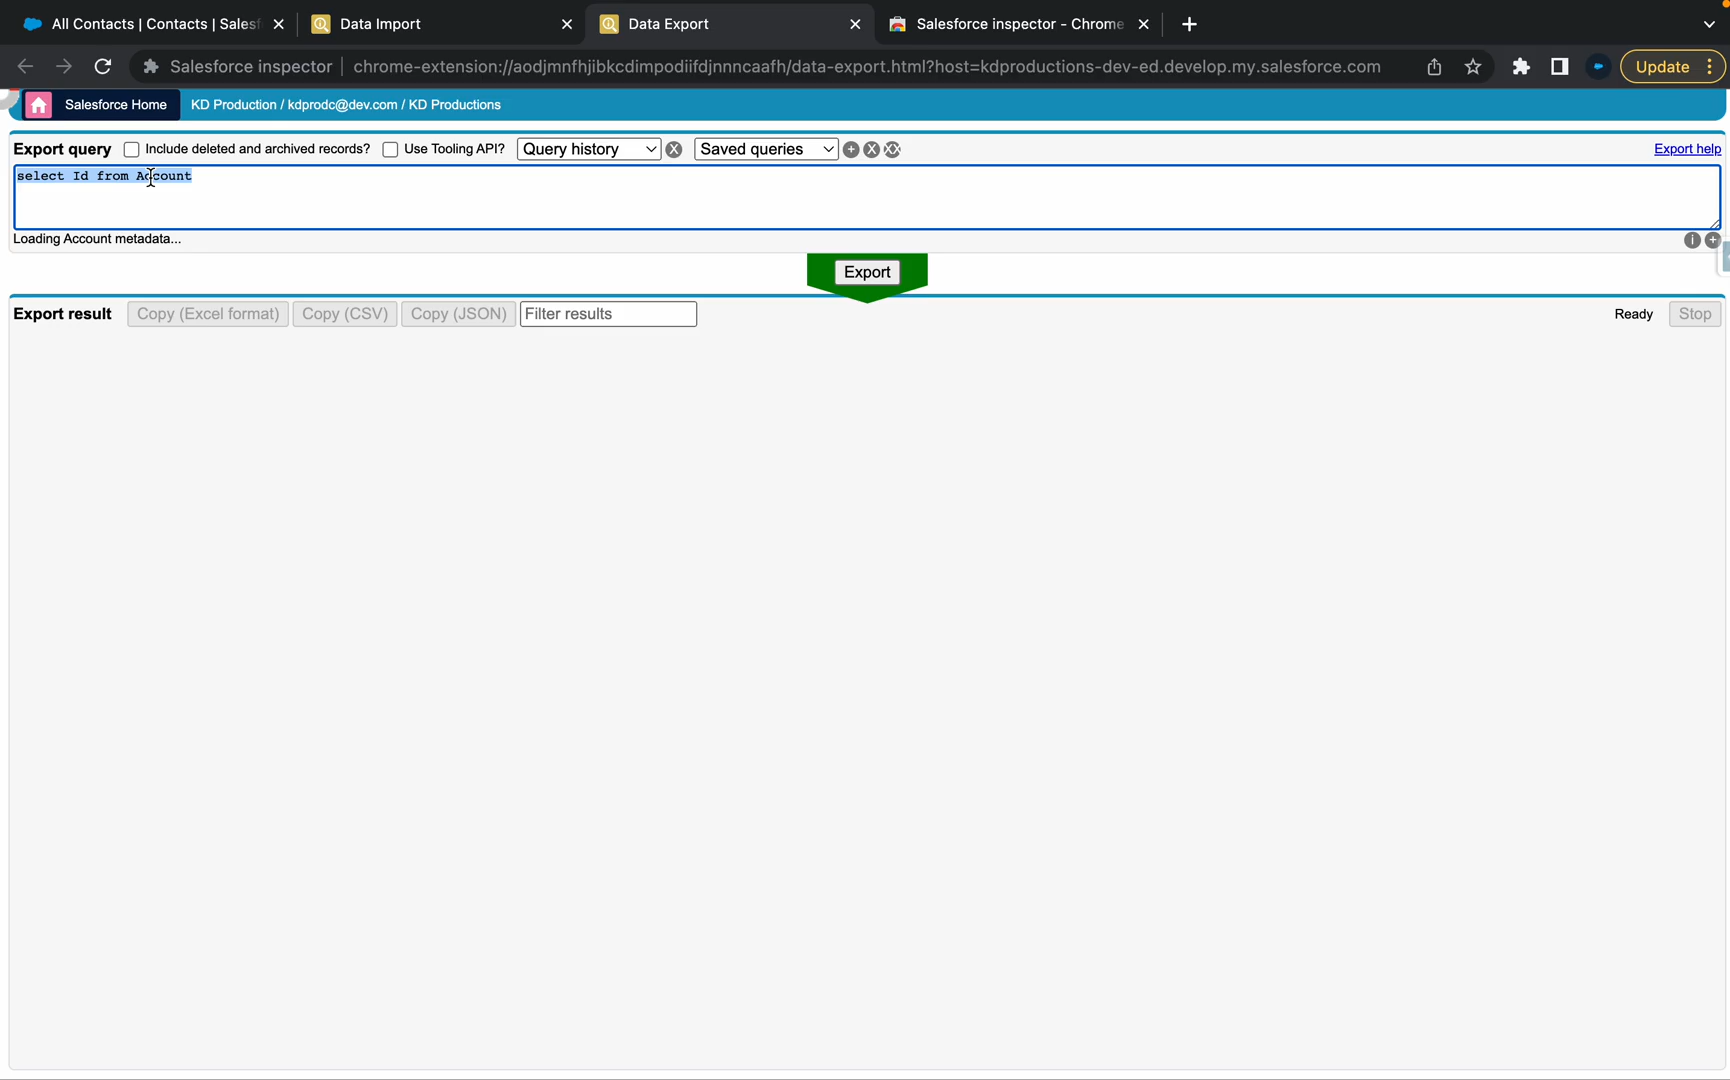 All Contacts | Contacts | Salesf
Data Import
Data Export
Salesforce inspector - Chrome
Salesforce inspector | chrome-extension://aodjmnfhjibkcdimpodiifdjnnncaafh/data-export.html?host=kdproductions-dev-ed.develop.my.salesforce.com
Update
Salesforce Home KD Production / kdprodc@dev.com / KD Productions
Export query Include deleted and archived records? Use Tooling API? Query history X Saved queries + X XX Export help
select Id from Account
Loading Account metadata...
i +
Export
Export result Copy (Excel format) Copy (CSV) Copy (JSON) Filter results Ready Stop